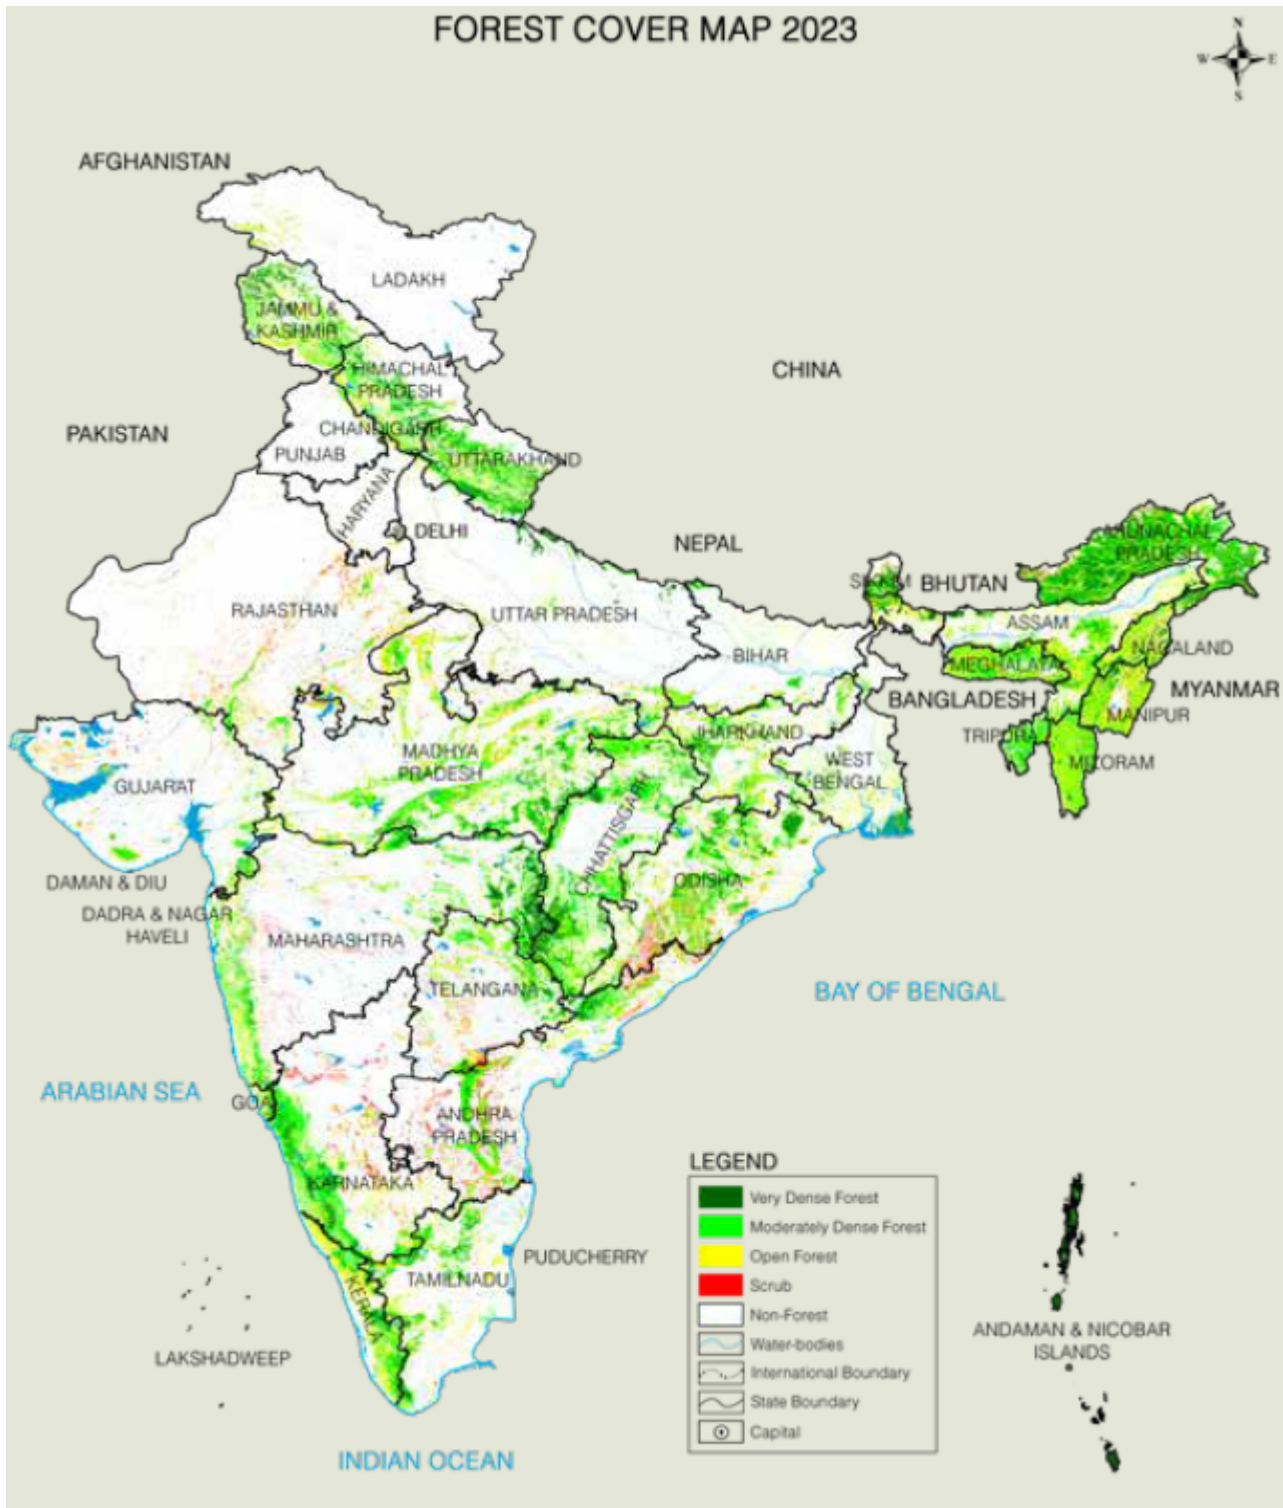 FOREST COVER MAP 2023
N
W E
S
AFGHANISTAN
LADAKH
JAMMU &
KASHMIR
HIMACHAL
PRADESH
CHINA
CHANDIGARH
PAKISTAN
PUNJAB
UTTARAKHAND
HARYANA
DELHI
NEPAL
ARUNACHAL
PRADESH
SIKKIM
BHUTAN
RAJASTHAN
UTTAR PRADESH
ASSAM
BIHAR
NAGALAND
MEGHALAYA
BANGLADESH
MYANMAR
MANIPUR
JHARKHAND
TRIPURA
MADHYA
PRADESH
WEST
BENGAL
MIZORAM
GUJARAT
CHHATTISGARH
DAMAN & DIU
ODISHA
DADRA & NAGAR
HAVELI
MAHARASHTRA
TELANGANA
BAY OF BENGAL
ARABIAN SEA
GOA
ANDHRA
PRADESH
KARNATAKA
PUDUCHERRY
TAMILNADU
KERALA
LAKSHADWEEP
ANDAMAN & NICOBAR
ISLANDS
INDIAN OCEAN
LEGEND
Very Dense Forest
Moderately Dense Forest
Open Forest
Scrub
Non-Forest
Water-bodies
International Boundary
State Boundary
Capital